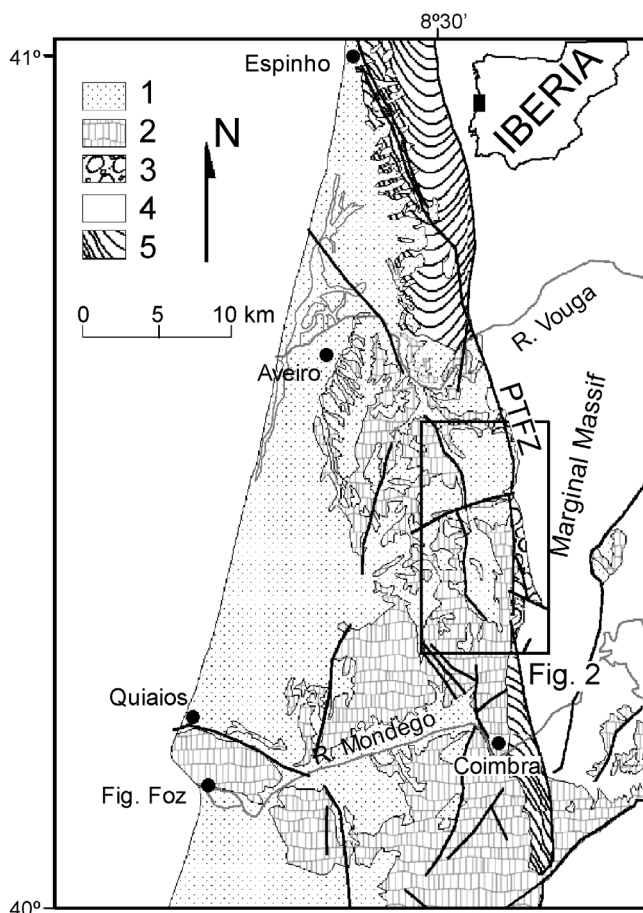 8º30'
41º
Espinho
IBERIA
1
2
3
4
5
N
0 5 10 km
R. Vouga
Aveiro
PTFZ
Marginal Massif
Fig. 2
Quiaios
R. Mondego
Coimbra
Fig. Foz
40º